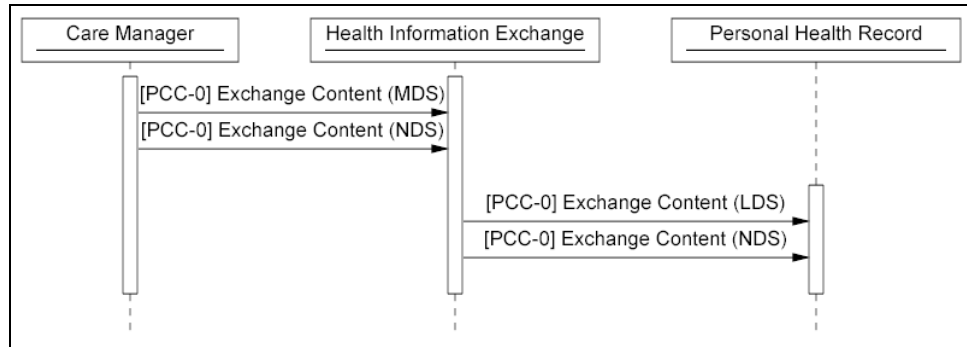 Care Manager
Health Information Exchange
Personal Health Record
[PCC-0] Exchange Content (MDS)
[PCC-0] Exchange Content (NDS)
[PCC-0] Exchange Content (LDS)
[PCC-0] Exchange Content (NDS)